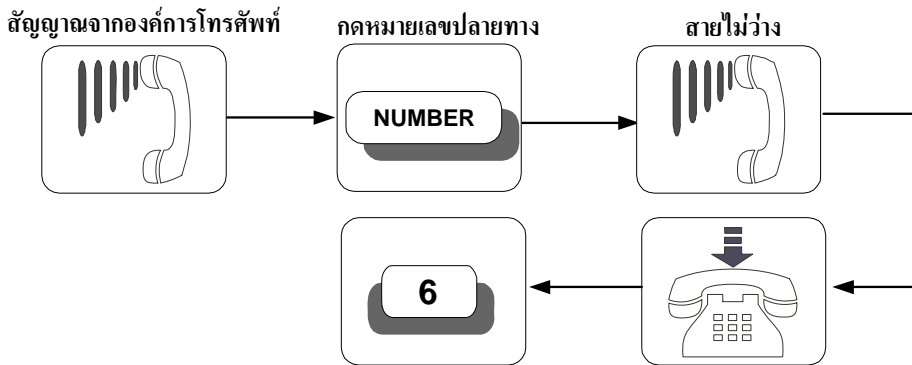 สัญญาณจากองค์การโทรศัพท์
กดหมายเลขปลายทาง
สายไม่ว่าง
NUMBER
6